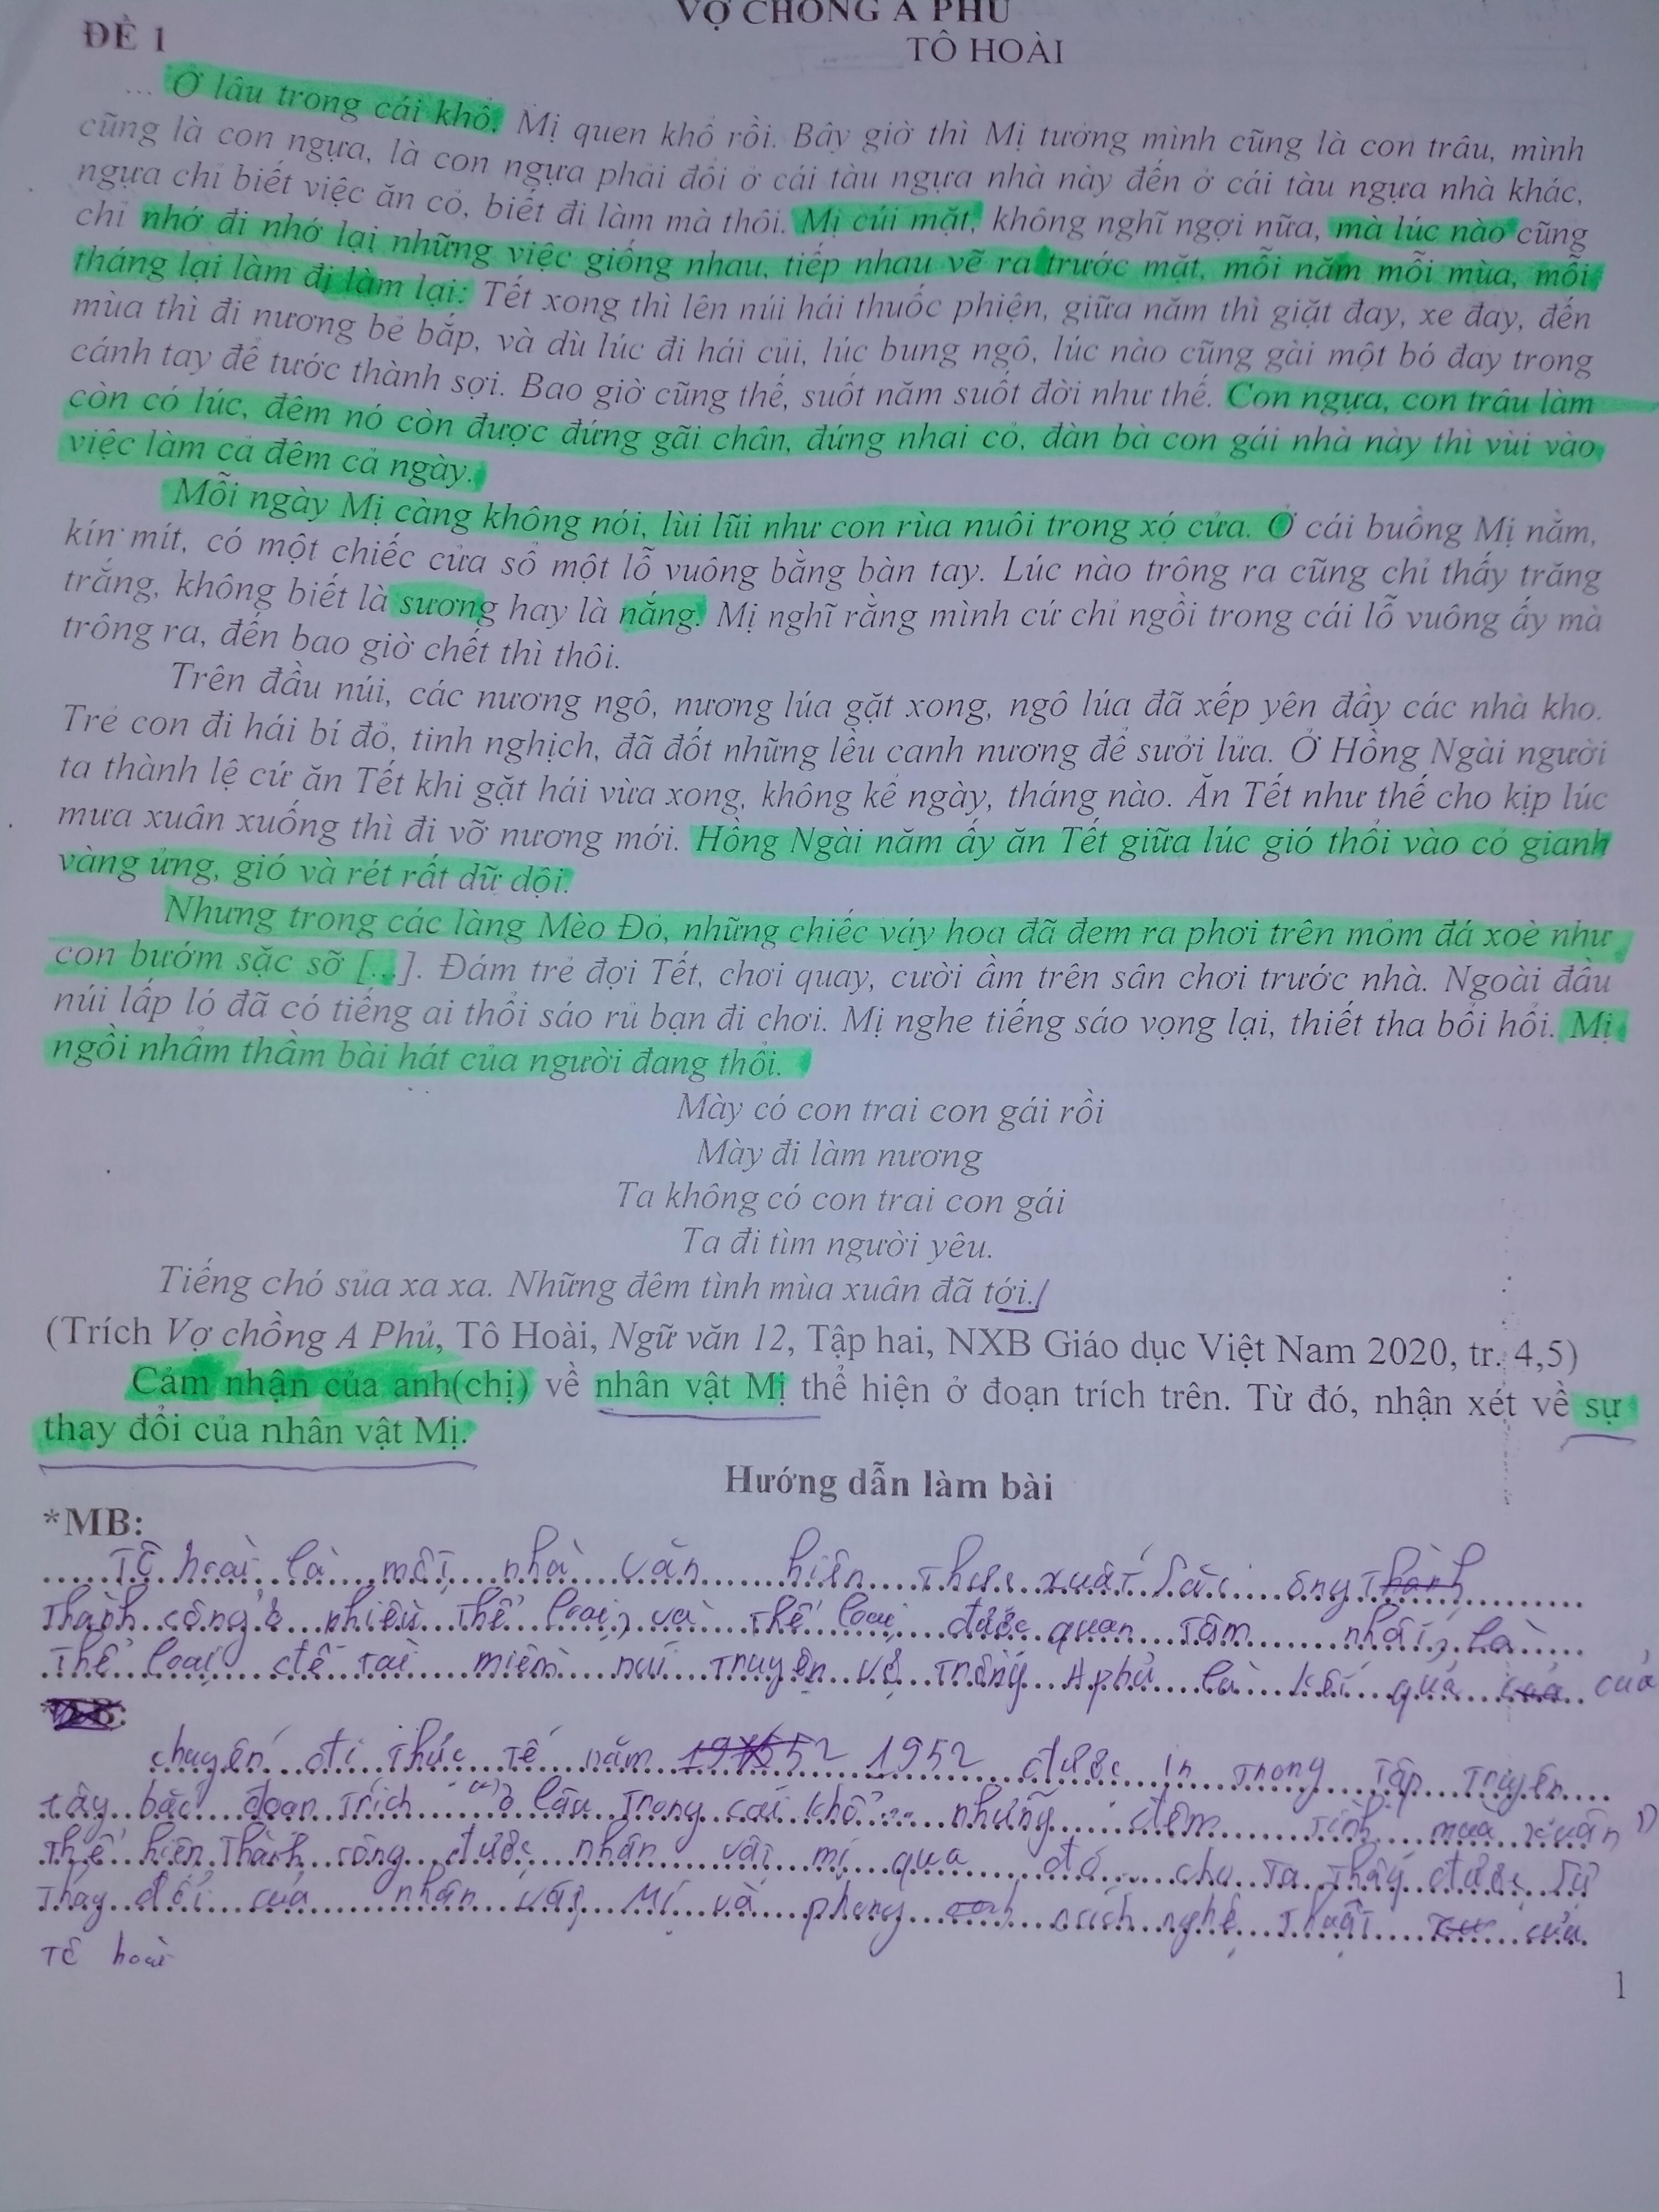 VỢ CHỒNG A PHỦ
ĐỀ 1
TÔ HOÀI
... Ở lâu trong cái khổ, Mị quen khổ rồi. Bây giờ thì Mị tưởng mình cũng là con trâu, mình
cũng là con ngựa, là con ngựa phải đổi ở cái tàu ngựa nhà này đến ở cái tàu ngựa nhà khác,
ngựa chỉ biết việc ăn cỏ, biết đi làm mà thôi. Mị cúi mặt, không nghĩ ngợi nữa, mà lúc nào cũng
chỉ nhớ đi nhớ lại những việc giống nhau, tiếp nhau vẽ ra trước mặt, mỗi năm mỗi mùa, mỗi
tháng lại làm đi làm lại: Tết xong thì lên núi hái thuốc phiện, giữa năm thì giặt đay, xe đay, đến
mùa thì đi nương bẻ bắp, và dù lúc đi hái củi, lúc bung ngô, lúc nào cũng gài một bó đay trong
cánh tay để tước thành sợi. Bao giờ cũng thế, suốt năm suốt đời như thế. Con ngựa, con trâu làm
còn có lúc, đêm nó còn được đứng gãi chân, đứng nhai cỏ, đàn bà con gái nhà này thì vùi vào
việc làm cả đêm cả ngày.
Mỗi ngày Mị càng không nói, lùi lũi như con rùa nuôi trong xó cửa. Ở cái buồng Mị nằm,
kín mít, có một chiếc cửa sổ một lỗ vuông bằng bàn tay. Lúc nào trông ra cũng chỉ thấy trăng
trắng, không biết là sương hay là nắng. Mị nghĩ rằng mình cứ chỉ ngồi trong cái lỗ vuông ấy mà
trông ra, đến bao giờ chết thì thôi.
Trên đầu núi, các nương ngô, nương lúa gặt xong, ngô lúa đã xếp yên đầy các nhà kho.
Trẻ con đi hái bí đỏ, tinh nghịch, đã đốt những lều canh nương để sưởi lửa. Ở Hồng Ngài người
ta thành lệ cứ ăn Tết khi gặt hái vừa xong, không kể ngày, tháng nào. Ăn Tết như thế cho kịp lúc
mưa xuân xuống thì đi vỡ nương mới. Hồng Ngài năm ấy ăn Tết giữa lúc gió thổi vào cỏ gianh
vàng ửng, gió và rét rất dữ dội.
Nhưng trong các làng Mèo Đỏ, những chiếc váy hoa đã đem ra phơi trên mỏm đá xoè như
con bướm sặc sỡ [...]. Đám trẻ đợi Tết, chơi quay, cười ầm trên sân chơi trước nhà. Ngoài đầu
núi lấp ló đã có tiếng ai thổi sáo rủ bạn đi chơi. Mị nghe tiếng sáo vọng lại, thiết tha bổi hổi. Mị
ngồi nhẩm thầm bài hát của người đang thổi.
Mày có con trai con gái rồi
Mày đi làm nương
Ta không có con trai con gái
Ta đi tìm người yêu.
Tiếng chó sủa xa xa. Những đêm tình mùa xuân đã tới./
(Trích Vợ chồng A Phủ, Tô Hoài, Ngữ văn 12, Tập hai, NXB Giáo dục Việt Nam 2020, tr. 4,5)
Cảm nhận của anh(chị) về nhân vật Mị thể hiện ở đoạn trích trên. Từ đó, nhận xét về sự
thay đổi của nhân vật Mị.
Hướng dẫn làm bài
*MB:
Tô hoài là một nhà văn hiện thực xuất sắc ông
thành công ở nhiều thể loại, và thể loại được quan tâm nhất, là
thể loại đề tài miền núi truyện vợ trồng A phủ là kết quả của
chuyến đi thức tế năm 1952 được in trong tập truyện
tây bắc đoạn trích "ở lâu trong cái khổ... những đêm tình mùa xuân"
thể hiện thành công được nhân vật mị qua đó cho ta thấy được sự
thay đổi của nhân vật Mị và phong cách nghệ thuật của
Tô hoài
1